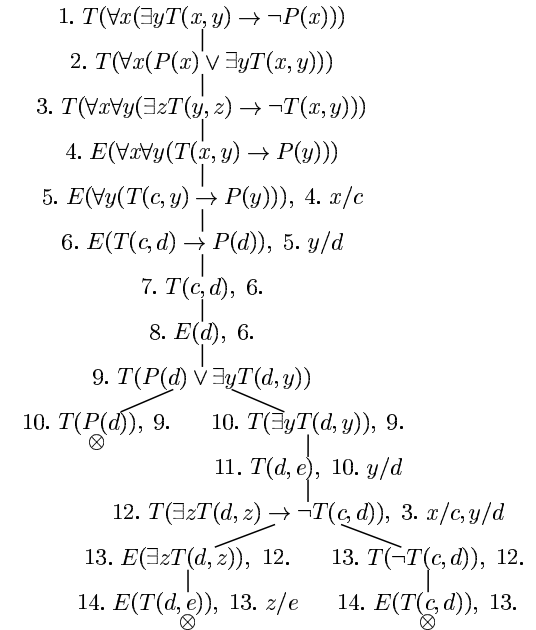 1. T(∀x(∃yT(x, y) → ¬P(x)))
2. T(∀x(P(x) ∨ ∃yT(x, y)))
3. T(∀x∀y(∃zT(y, z) → ¬T(x, y)))
4. E(∀x∀y(T(x, y) → P(y)))
5. E(∀y(T(c, y) → P(y))), 4. x/c
6. E(T(c, d) → P(d)), 5. y/d
7. T(c, d), 6.
8. E(d), 6.
9. T(P(d) ∨ ∃yT(d, y))
10. T(P(d)), 9. 10. T(∃yT(d, y)), 9.
⊗
11. T(d, e), 10. y/d
12. T(∃zT(d, z) → ¬T(c, d)), 3. x/c, y/d
13. E(∃zT(d, z)), 12. 13. T(¬T(c, d)), 12.
14. E(T(d, e)), 13. z/e 14. E(T(c, d)), 13.
⊗ ⊗